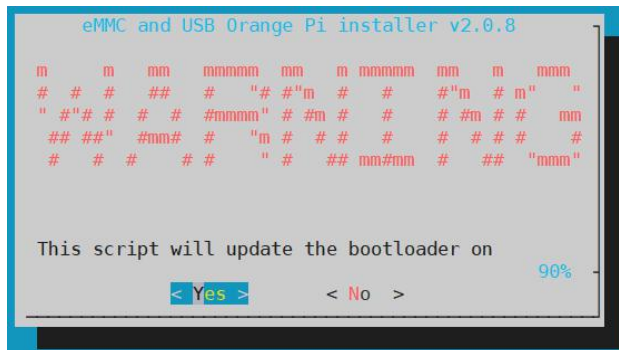 eMMC and USB Orange Pi installer v2.0.8
WARNING
This script will update the bootloader on
90%
< Yes > < No >